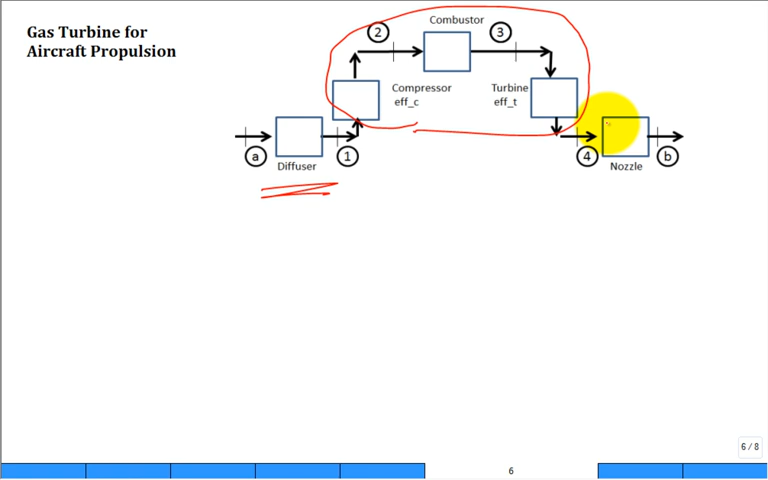 Gas Turbine for
Aircraft Propulsion
Combustor
2
3
Compressor
eff_c
Turbine
eff_t
a
Diffuser
1
4
Nozzle
b
6 / 8
6